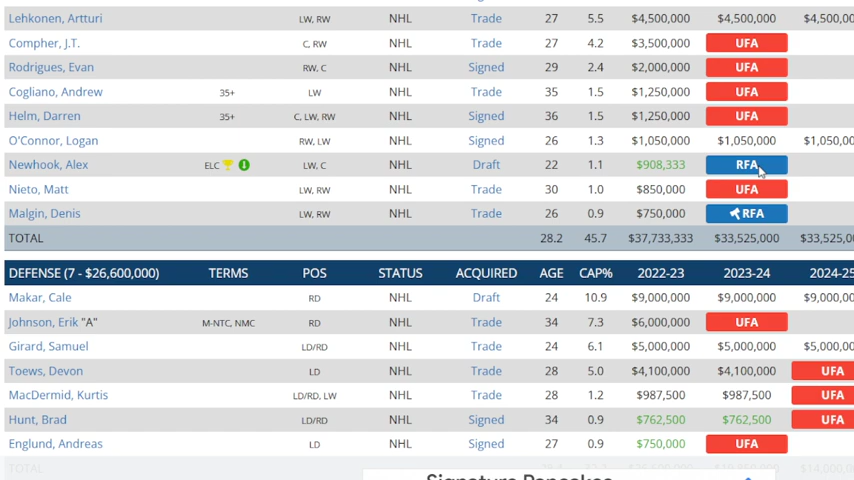 Lehkonen, Artturi LW, RW NHL Trade 27 5.5 $4,500,000 $4,500,000 $4,500,00
Compher, J.T. C, RW NHL Trade 27 4.2 $3,500,000 UFA
Rodrigues, Evan RW, C NHL Signed 29 2.4 $2,000,000 UFA
Cogliano, Andrew 35+ LW NHL Trade 35 1.5 $1,250,000 UFA
Helm, Darren 35+ C, LW, RW NHL Signed 36 1.5 $1,250,000 UFA
O'Connor, Logan RW, LW NHL Signed 26 1.3 $1,050,000 $1,050,000 $1,050,00
Newhook, Alex ELC LW, C NHL Draft 22 1.1 $908,333 RFA
Nieto, Matt LW, RW NHL Trade 30 1.0 $850,000 UFA
Malgin, Denis LW, RW NHL Trade 26 0.9 $750,000 RFA
TOTAL 28.2 45.7 $37,733,333 $33,525,000 $33,525,0
DEFENSE (7 - $26,600,000) TERMS POS STATUS ACQUIRED AGE CAP% 2022-23 2023-24 2024-25
Makar, Cale RD NHL Draft 24 10.9 $9,000,000 $9,000,000 $9,000,00
Johnson, Erik "A" M-NTC, NMC RD NHL Trade 34 7.3 $6,000,000 UFA
Girard, Samuel LD/RD NHL Trade 24 6.1 $5,000,000 $5,000,000 $5,000,00
Toews, Devon LD NHL Trade 28 5.0 $4,100,000 $4,100,000 UFA
MacDermid, Kurtis LD/RD, LW NHL Trade 28 1.2 $987,500 $987,500 UFA
Hunt, Brad LD/RD NHL Signed 34 0.9 $762,500 $762,500 UFA
Englund, Andreas LD NHL Signed 27 0.9 $750,000 UFA
TOTAL
Signature Pancakes